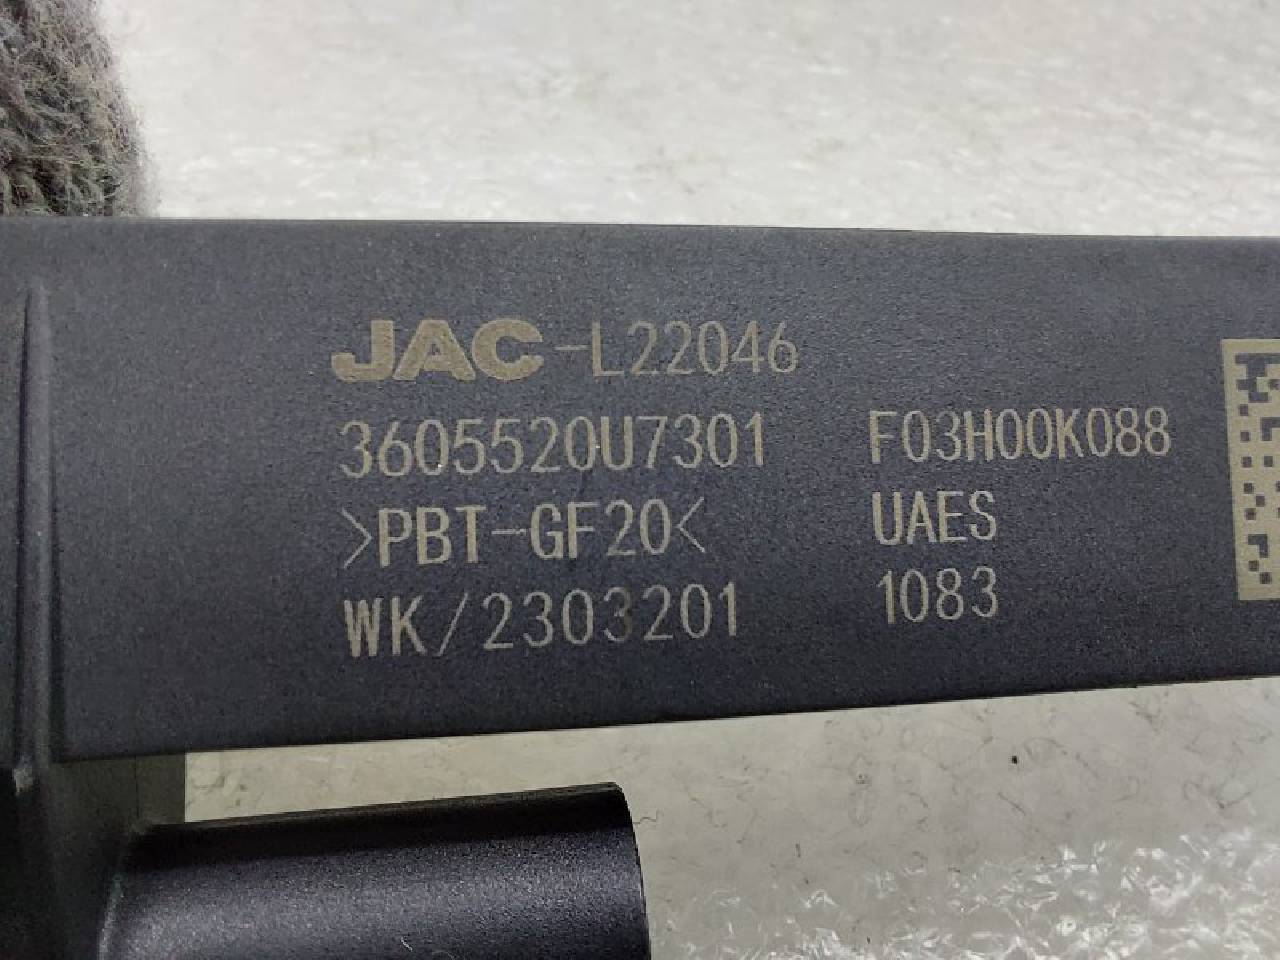 JAC-L22046
3605520U7301 F03H00K088
>PBT-GF20< UAES
WK/2303201 1083